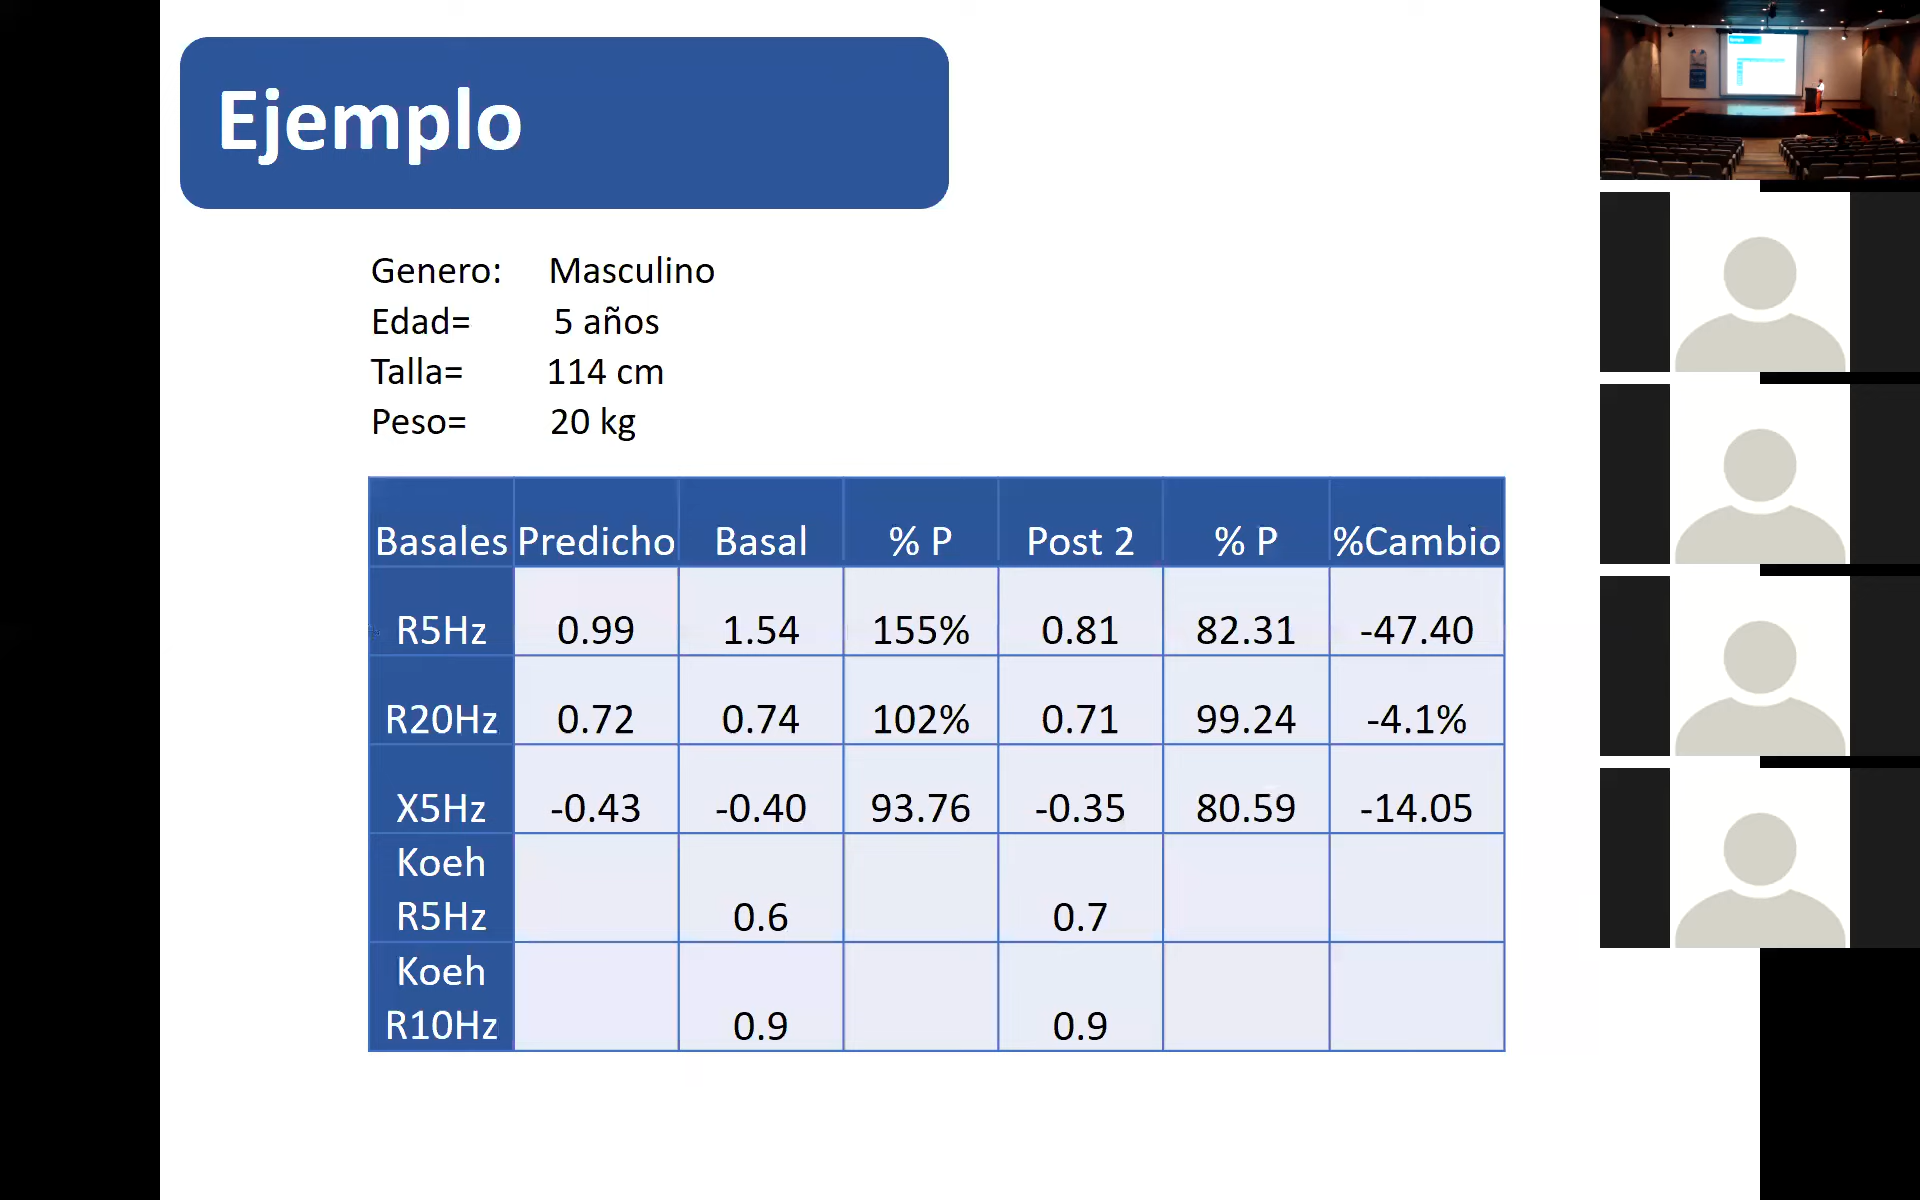 Ejemplo
Genero: Masculino
Edad= 5 años
Talla= 114 cm
Peso= 20 kg
Basales Predicho Basal % P Post 2 % P %Cambio
R5Hz 0.99 1.54 155% 0.81 82.31 -47.40
R20Hz 0.72 0.74 102% 0.71 99.24 -4.1%
X5Hz -0.43 -0.40 93.76 -0.35 80.59 -14.05
Koeh
R5Hz 0.6 0.7
Koeh
R10Hz 0.9 0.9